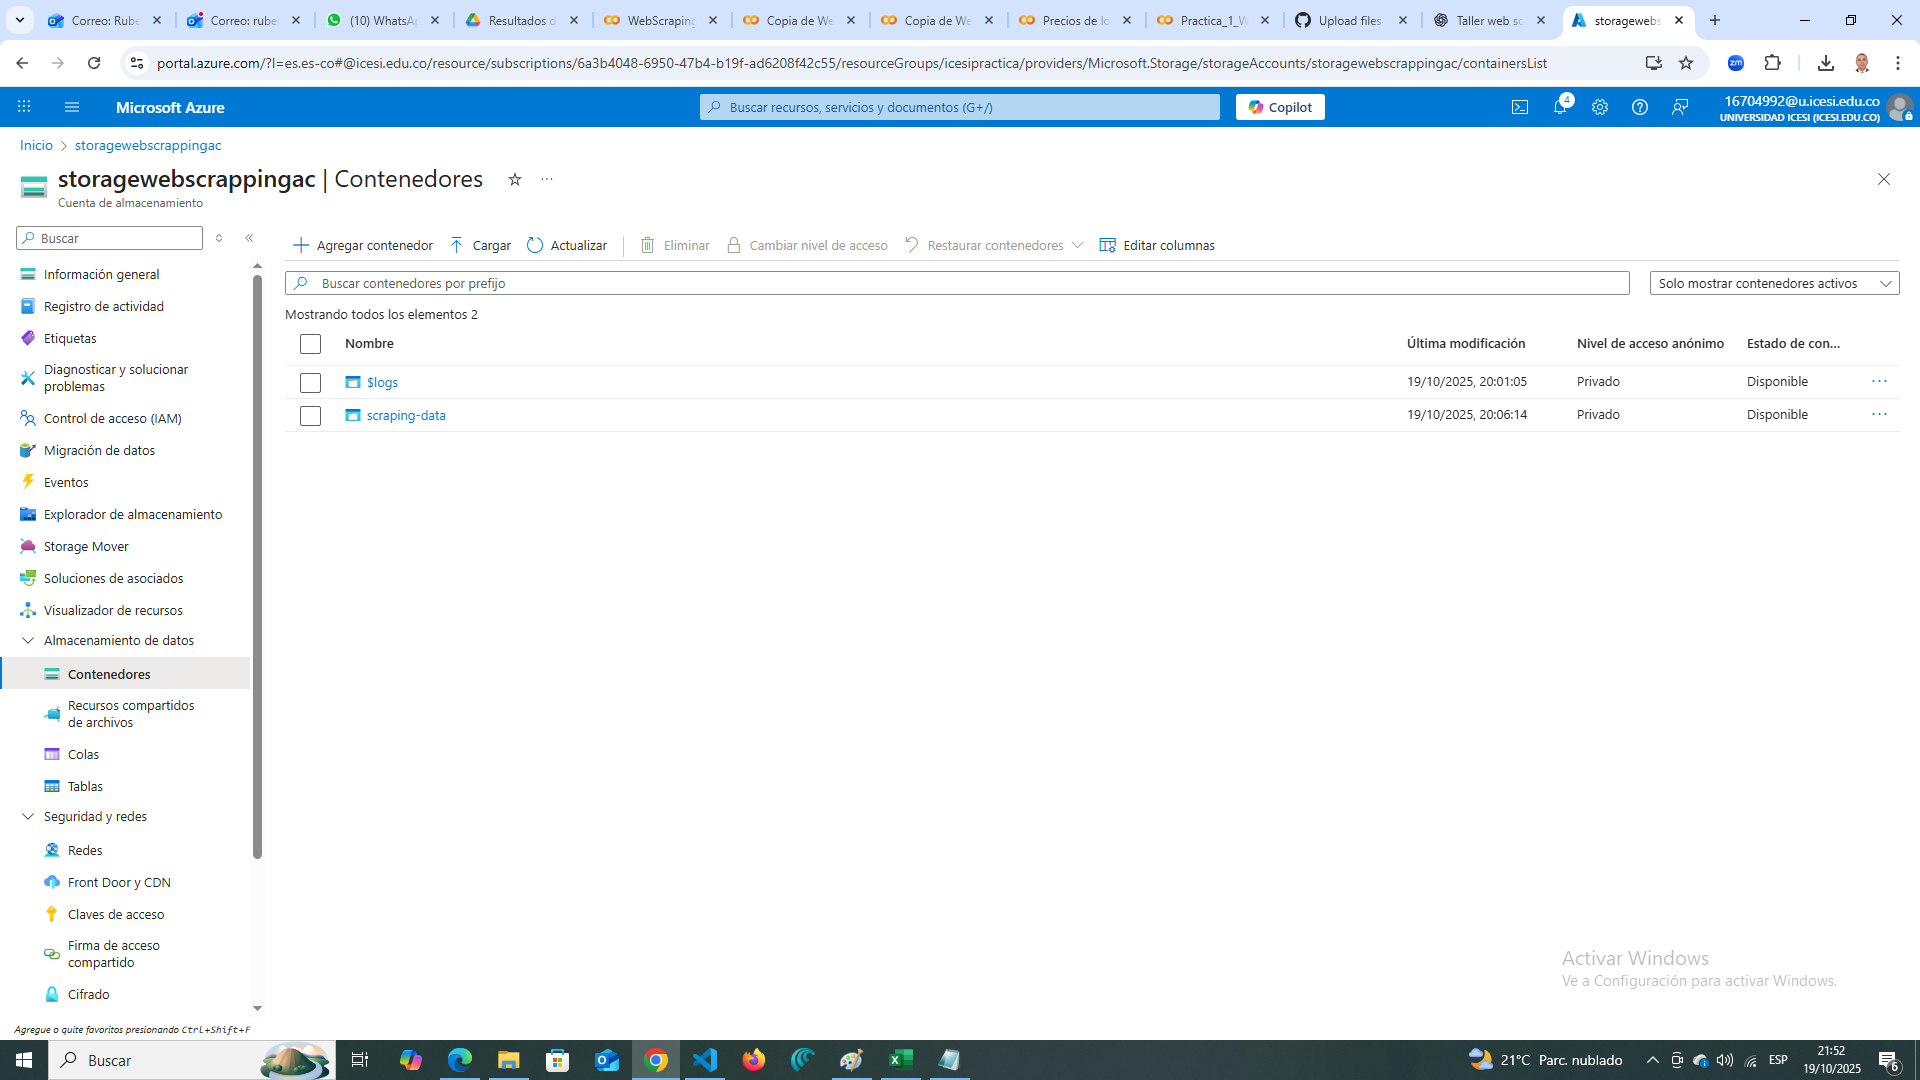 Correo: Rube
Correo: rube
(10) WhatsA
Resultados d
WebScraping
Copia de We
Copia de We
Precios de lo
Practica_1_W
Upload files
Taller web sc
storagewebs
portal.azure.com/?l=es.es-co#@icesi.edu.co/resource/subscriptions/6a3b4048-6950-47b4-b19f-ad6208f42c55/resourceGroups/icesipractica/providers/Microsoft.Storage/storageAccounts/storagewebscrappingac/containersList
zm
Microsoft Azure
Buscar recursos, servicios y documentos (G+/)
Copilot
4
16704992@u.icesi.edu.co
UNIVERSIDAD ICESI (ICESI.EDU.CO)
Inicio > storagewebscrappingac
storagewebscrappingac | Contenedores
Cuenta de almacenamiento
Buscar
Agregar contenedor
Cargar
Actualizar
Eliminar
Cambiar nivel de acceso
Restaurar contenedores
Editar columnas
Buscar contenedores por prefijo
Solo mostrar contenedores activos
Mostrando todos los elementos 2
Nombre Última modificación Nivel de acceso anónimo Estado de con...
$logs 19/10/2025, 20:01:05 Privado Disponible
scraping-data 19/10/2025, 20:06:14 Privado Disponible
Información general
Registro de actividad
Etiquetas
Diagnosticar y solucionar
problemas
Control de acceso (IAM)
Migración de datos
Eventos
Explorador de almacenamiento
Storage Mover
Soluciones de asociados
Visualizador de recursos
Almacenamiento de datos
Contenedores
Recursos compartidos
de archivos
Colas
Tablas
Seguridad y redes
Redes
Front Door y CDN
Claves de acceso
Firma de acceso
compartido
Cifrado
Agregue o quite favoritos presionando Ctrl+Shift+F
Activar Windows
Ve a Configuración para activar Windows.
Buscar
21°C Parc. nublado
ESP
21:52
19/10/2025
6